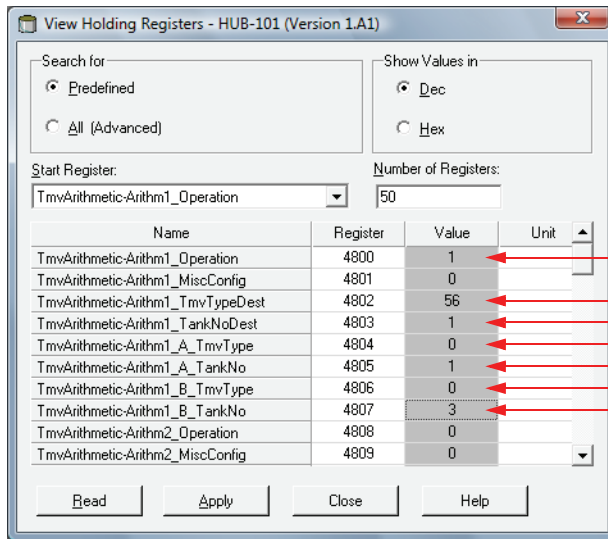 View Holding Registers - HUB-101 (Version 1.A1)
Search for
Show Values in
Predefined
Dec
All (Advanced)
Hex
Start Register:
Number of Registers:
TmvArithmetic-Arithm1_Operation
50
Name Register Value Unit
TmvArithmetic-Arithm1_Operation 4800 1
TmvArithmetic-Arithm1_MiscConfig 4801 0
TmvArithmetic-Arithm1_TmvTypeDest 4802 56
TmvArithmetic-Arithm1_TankNoDest 4803 1
TmvArithmetic-Arithm1_A_TmvType 4804 0
TmvArithmetic-Arithm1_A_TankNo 4805 1
TmvArithmetic-Arithm1_B_TmvType 4806 0
TmvArithmetic-Arithm1_B_TankNo 4807 3
TmvArithmetic-Arithm2_Operation 4808 0
TmvArithmetic-Arithm2_MiscConfig 4809 0
Read Apply Close Help